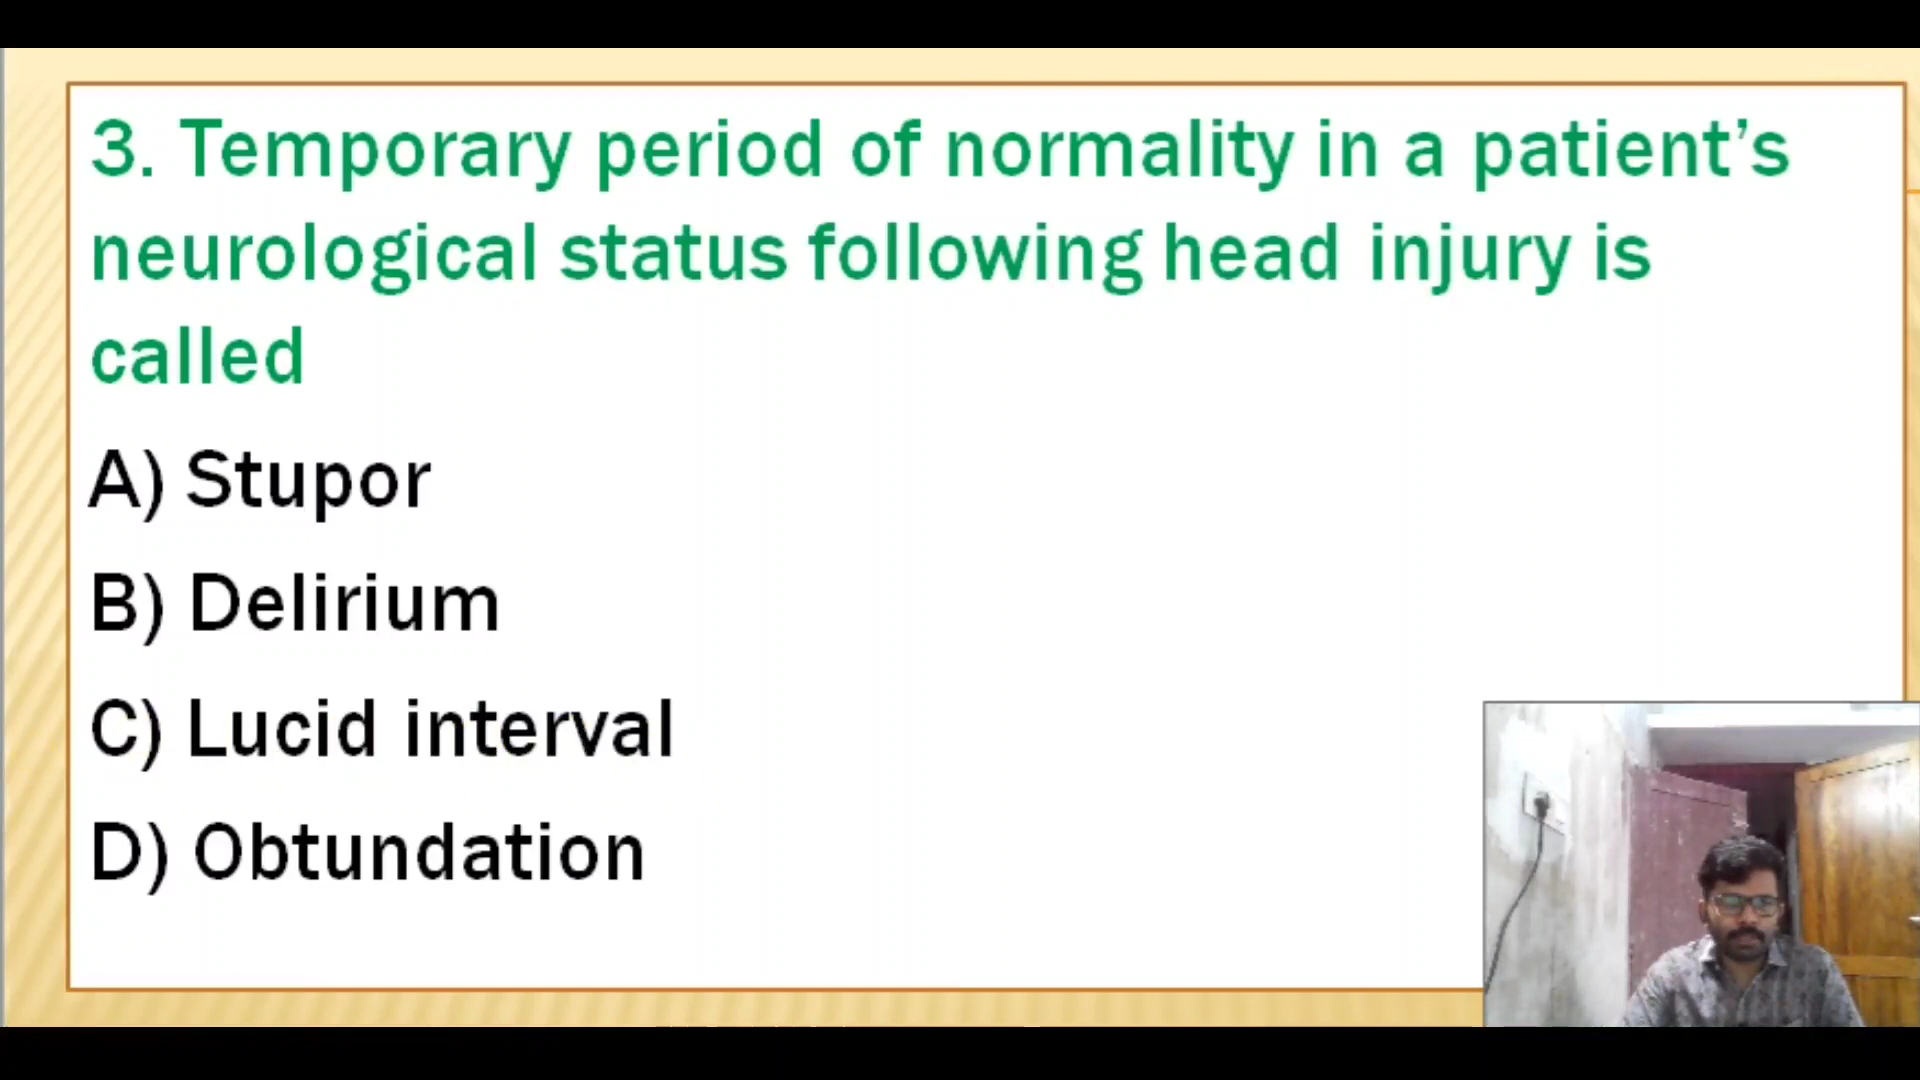 3. Temporary period of normality in a patient’s
neurological status following head injury is
called
A) Stupor
B) Delirium
C) Lucid interval
D) Obtundation